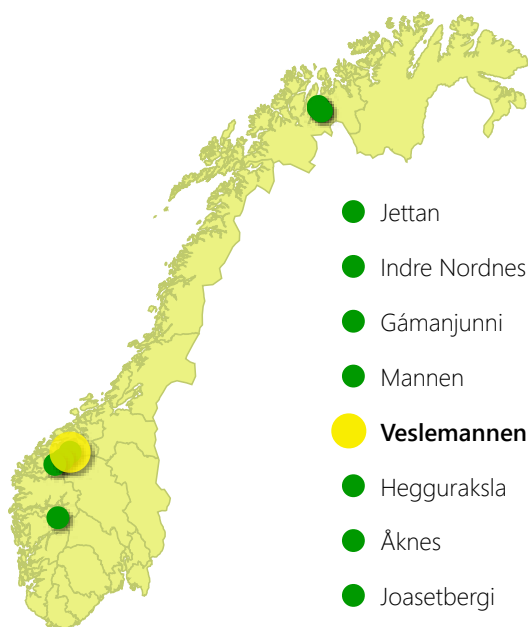 Jettan
Indre Nordnes
Gámanjunni
Mannen
Veslemannen
Hegguraksla
Åknes
Joasetbergi